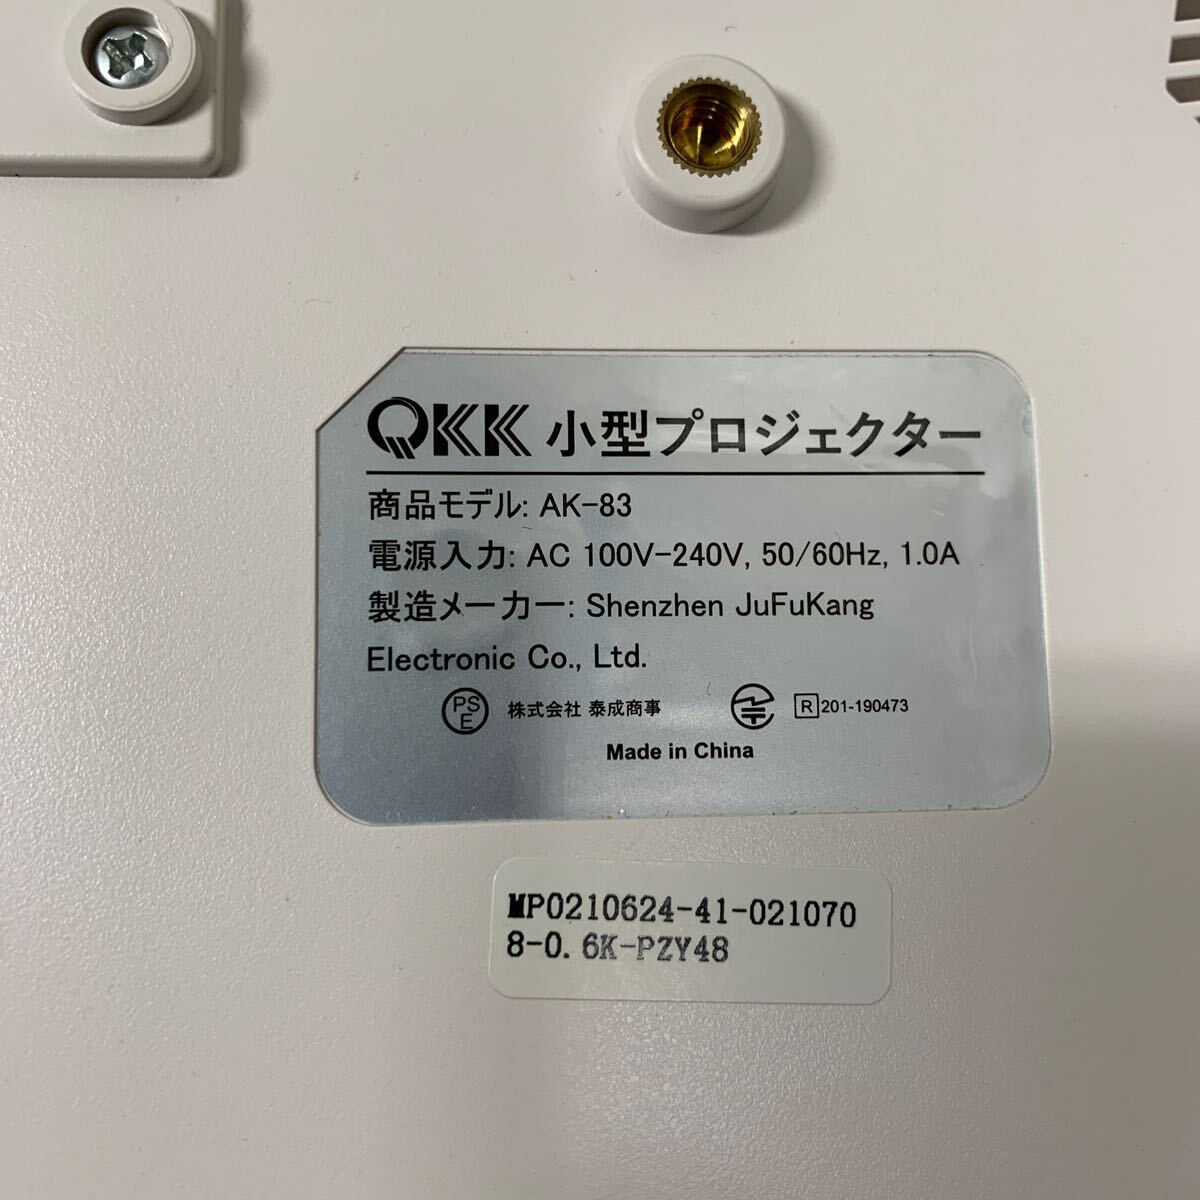 QKK 小型プロジェクター
商品モデル: AK-83
電源入力: AC 100V-240V, 50/60Hz, 1.0A
製造メーカー: Shenzhen JuFuKang
Electronic Co., Ltd.
PS
E 株式会社 泰成商事 R 201-190473
Made in China
MP0210624-41-021070
8-0.6K-PZY48